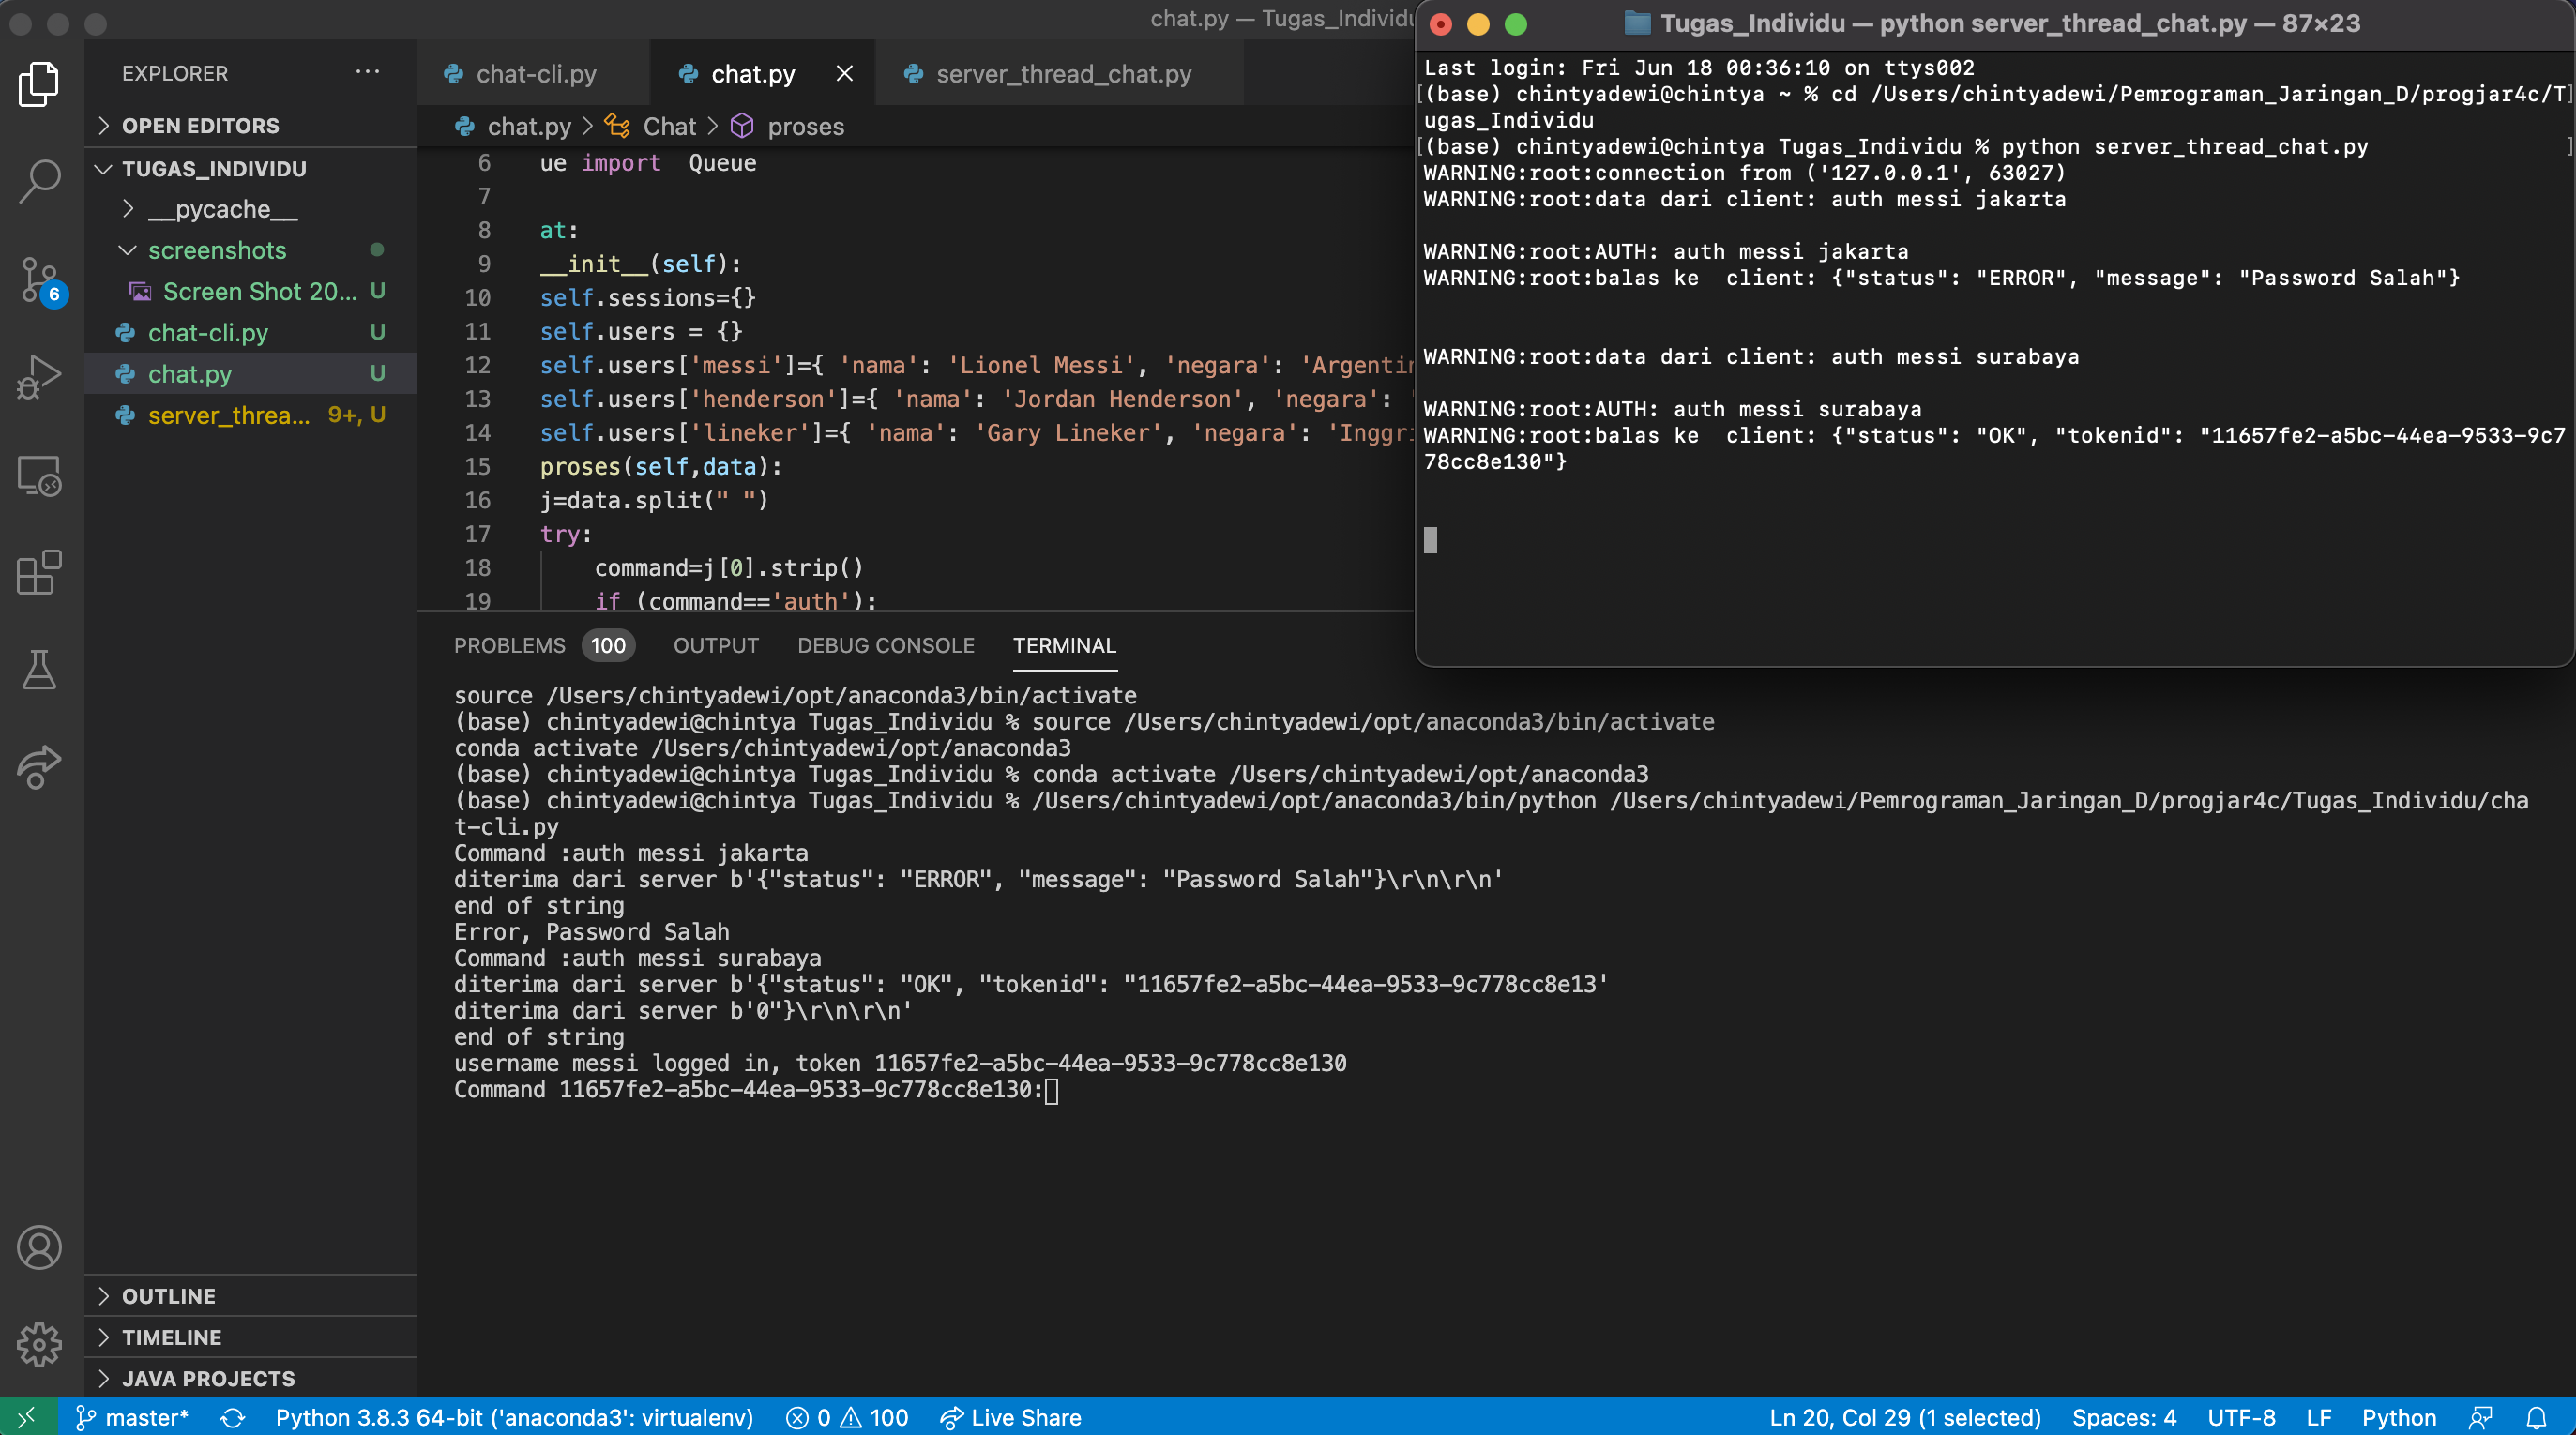 chat.py — Tugas_Individu
EXPLORER
OPEN EDITORS
TUGAS_INDIVIDU
__pycache__
screenshots
Screen Shot 20... U
chat-cli.py U
chat.py U
server_threa... 9+, U
6
OUTLINE
TIMELINE
JAVA PROJECTS
chat-cli.py
chat.py
server_thread_chat.py
chat.py > Chat > proses
6 ue import  Queue
7
8 at:
9 __init__(self):
10 self.sessions={}
11 self.users = {}
12 self.users['messi']={ 'nama': 'Lionel Messi', 'negara': 'Argentin
13 self.users['henderson']={ 'nama': 'Jordan Henderson', 'negara': '
14 self.users['lineker']={ 'nama': 'Gary Lineker', 'negara': 'Inggri
15 proses(self,data):
16 j=data.split(" ")
17 try:
18 command=j[0].strip()
19 if (command=='auth'):
PROBLEMS 100 OUTPUT DEBUG CONSOLE TERMINAL
source /Users/chintyadewi/opt/anaconda3/bin/activate
(base) chintyadewi@chintya Tugas_Individu % source /Users/chintyadewi/opt/anaconda3/bin/activate
conda activate /Users/chintyadewi/opt/anaconda3
(base) chintyadewi@chintya Tugas_Individu % conda activate /Users/chintyadewi/opt/anaconda3
(base) chintyadewi@chintya Tugas_Individu % /Users/chintyadewi/opt/anaconda3/bin/python /Users/chintyadewi/Pemrograman_Jaringan_D/progjar4c/Tugas_Individu/cha
t-cli.py
Command :auth messi jakarta
diterima dari server b'{"status": "ERROR", "message": "Password Salah"}\r\n\r\n'
end of string
Error, Password Salah
Command :auth messi surabaya
diterima dari server b'{"status": "OK", "tokenid": "11657fe2-a5bc-44ea-9533-9c778cc8e13'
diterima dari server b'0"}\r\n\r\n'
end of string
username messi logged in, token 11657fe2-a5bc-44ea-9533-9c778cc8e130
Command 11657fe2-a5bc-44ea-9533-9c778cc8e130:
Tugas_Individu — python server_thread_chat.py — 87×23
Last login: Fri Jun 18 00:36:10 on ttys002
[(base) chintyadewi@chintya ~ % cd /Users/chintyadewi/Pemrograman_Jaringan_D/progjar4c/T]
ugas_Individu
[(base) chintyadewi@chintya Tugas_Individu % python server_thread_chat.py ]
WARNING:root:connection from ('127.0.0.1', 63027)
WARNING:root:data dari client: auth messi jakarta
WARNING:root:AUTH: auth messi jakarta
WARNING:root:balas ke  client: {"status": "ERROR", "message": "Password Salah"}
WARNING:root:data dari client: auth messi surabaya
WARNING:root:AUTH: auth messi surabaya
WARNING:root:balas ke  client: {"status": "OK", "tokenid": "11657fe2-a5bc-44ea-9533-9c7
78cc8e130"}
master* Python 3.8.3 64-bit ('anaconda3': virtualenv) 0 100 Live Share Ln 20, Col 29 (1 selected) Spaces: 4 UTF-8 LF Python